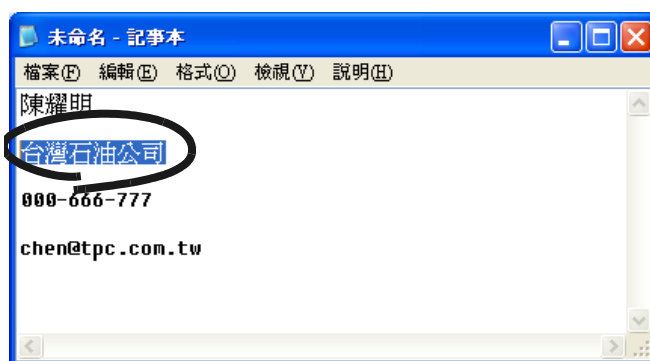 未命名 - 記事本
檔案(F) 編輯(E) 格式(O) 檢視(V) 說明(H)
陳耀明
台灣石油公司
000-666-777
chen@tpc.com.tw